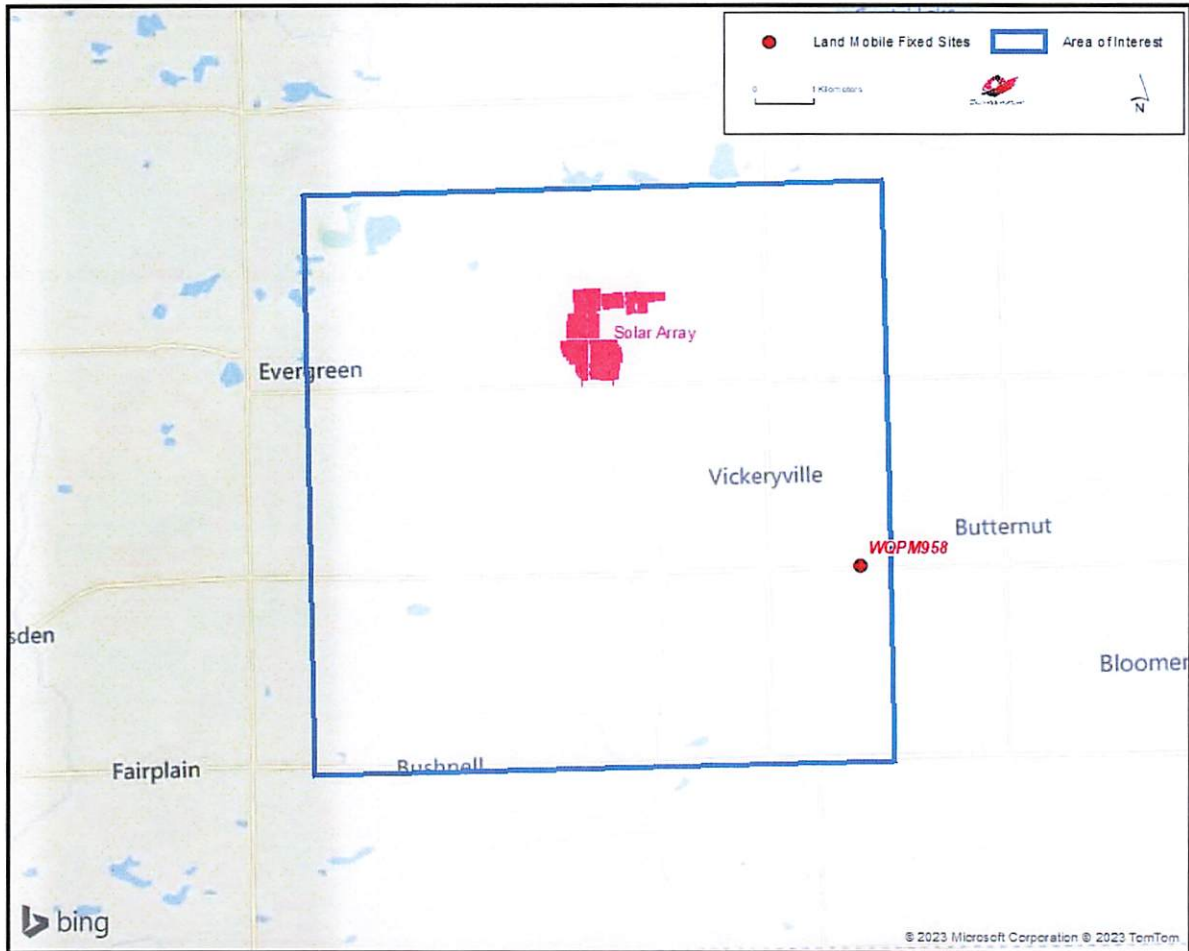 Land Mobile Fixed Sites
Area of Interest
0
1 Kilometers
N
Solar Array
Evergreen
Vickeryville
Butternut
WQPM958
sden
Bloomer
Fairplain
Bushnell
bing
© 2023 Microsoft Corporation © 2023 TomTom